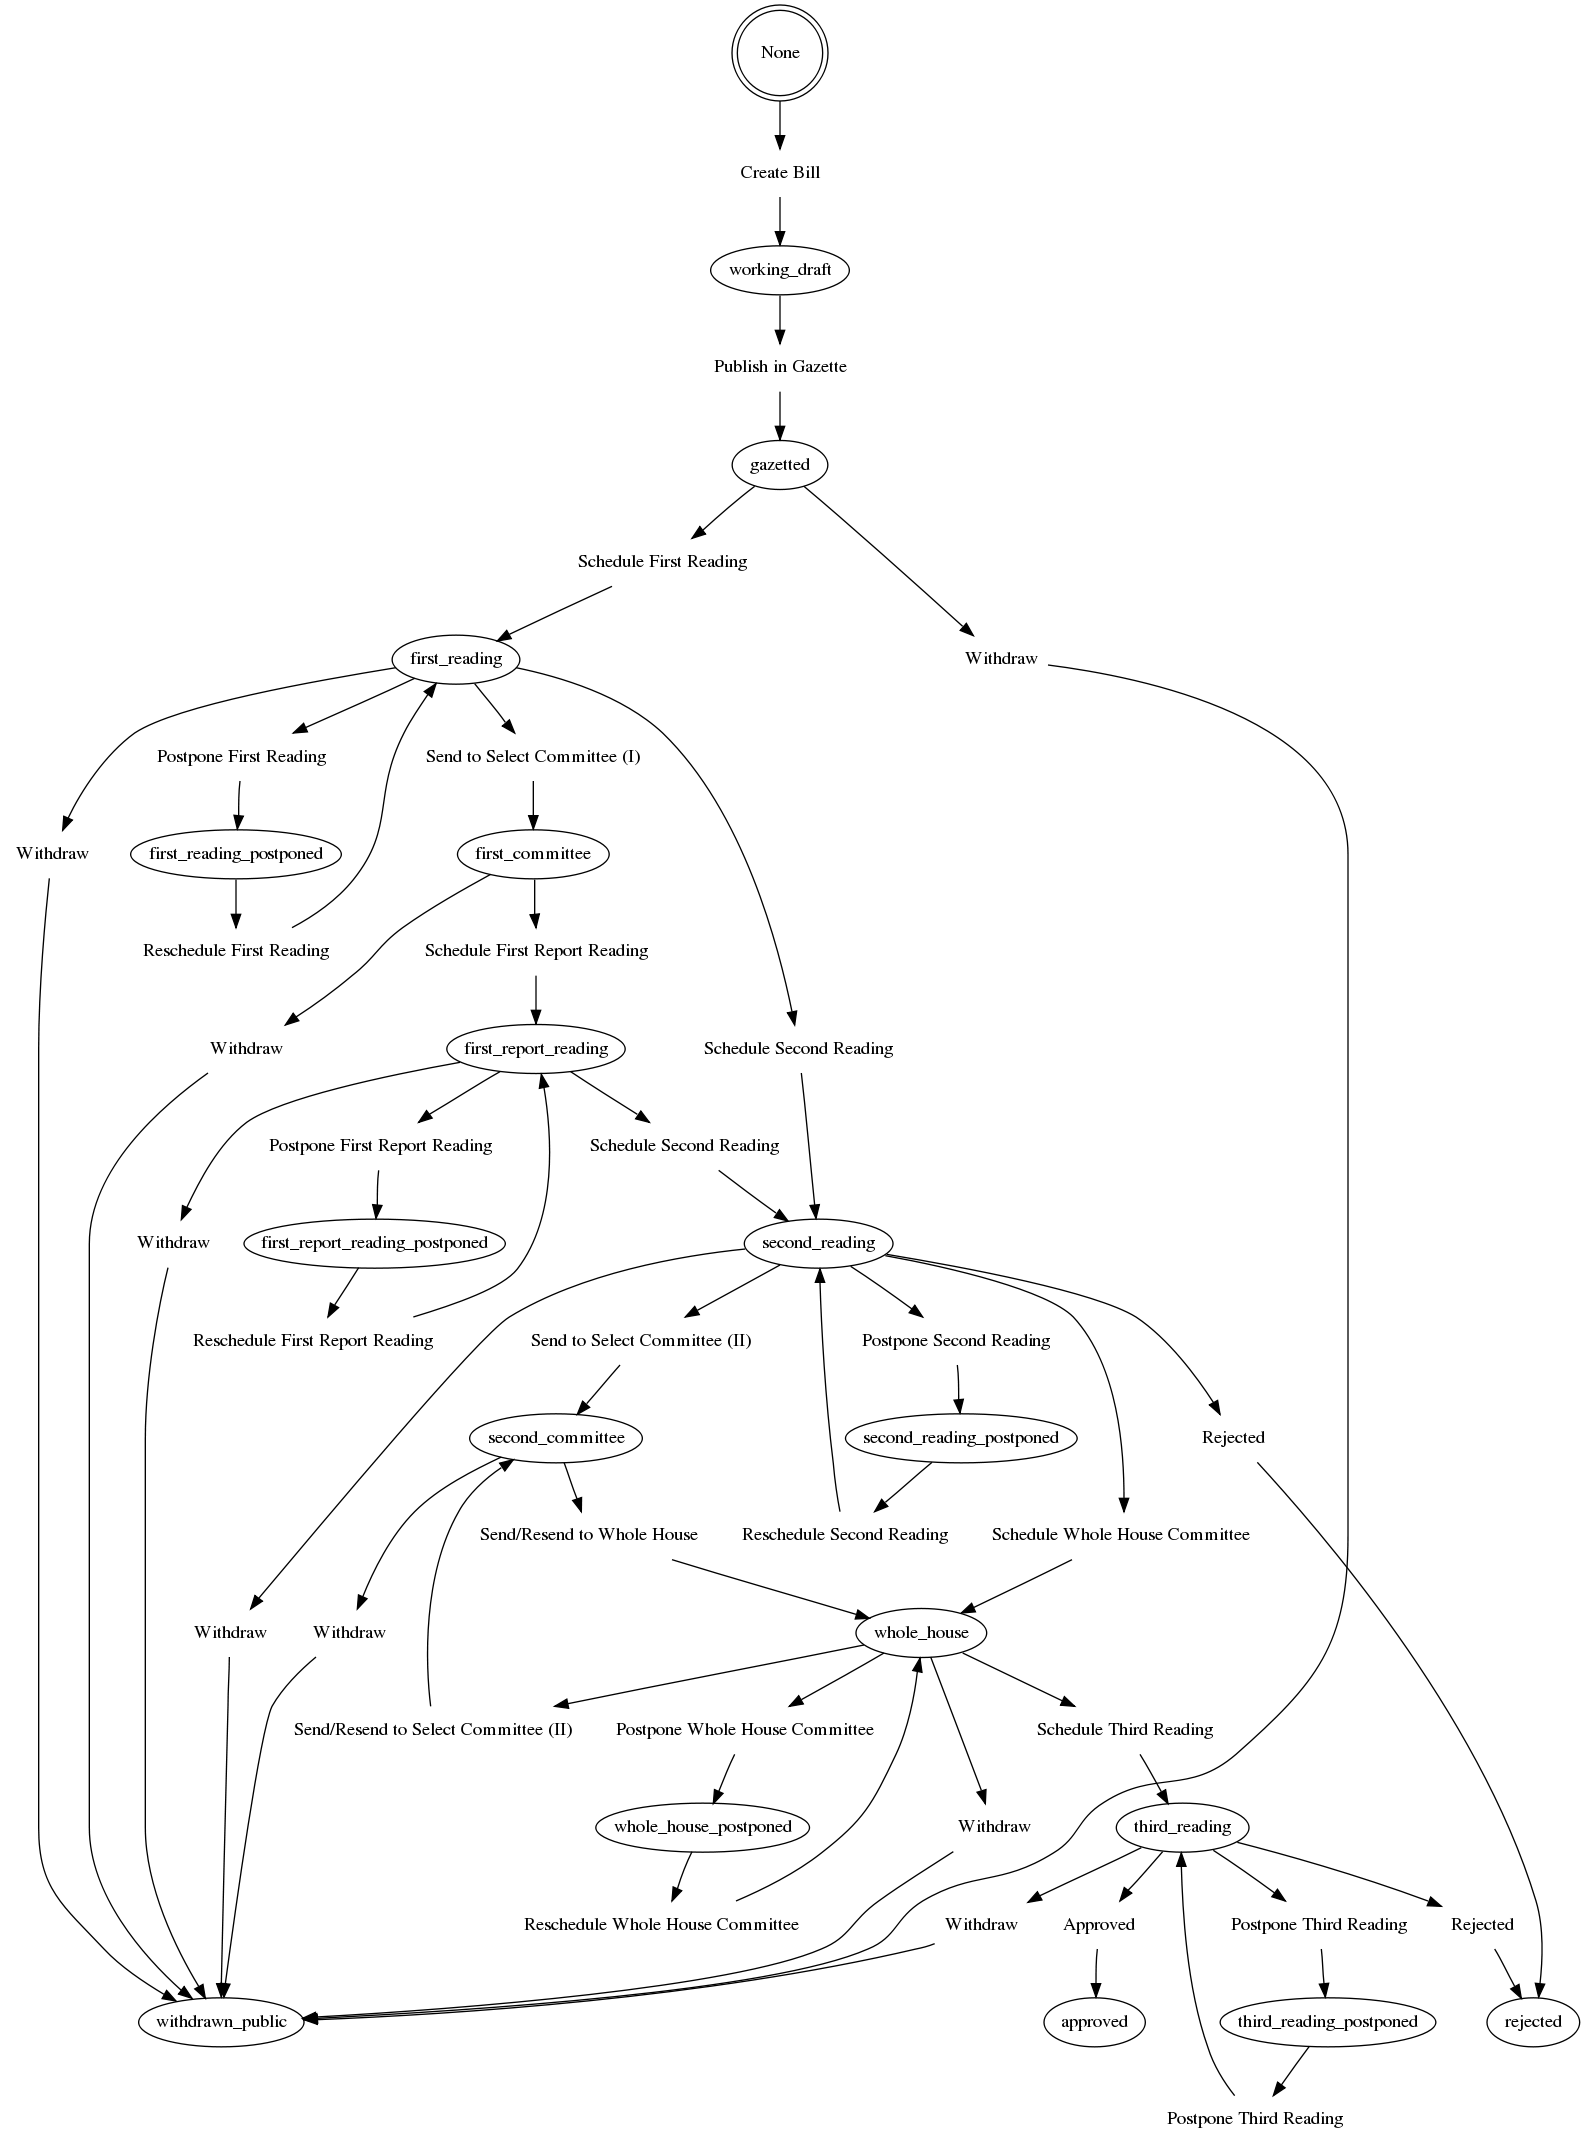 None
Create Bill
working_draft
Publish in Gazette
gazetted
Schedule First Reading
first_reading
Withdraw
Postpone First Reading
Send to Select Committee (I)
Withdraw
first_reading_postponed
first_committee
Reschedule First Reading
Schedule First Report Reading
Withdraw
first_report_reading
Schedule Second Reading
Postpone First Report Reading
Schedule Second Reading
Withdraw
first_report_reading_postponed
second_reading
Reschedule First Report Reading
Send to Select Committee (II)
Postpone Second Reading
second_committee
second_reading_postponed
Rejected
Send/Resend to Whole House
Reschedule Second Reading
Schedule Whole House Committee
Withdraw
Withdraw
whole_house
Send/Resend to Select Committee (II)
Postpone Whole House Committee
Schedule Third Reading
whole_house_postponed
Withdraw
third_reading
Reschedule Whole House Committee
Withdraw
Approved
Postpone Third Reading
Rejected
withdrawn_public
approved
third_reading_postponed
rejected
Postpone Third Reading